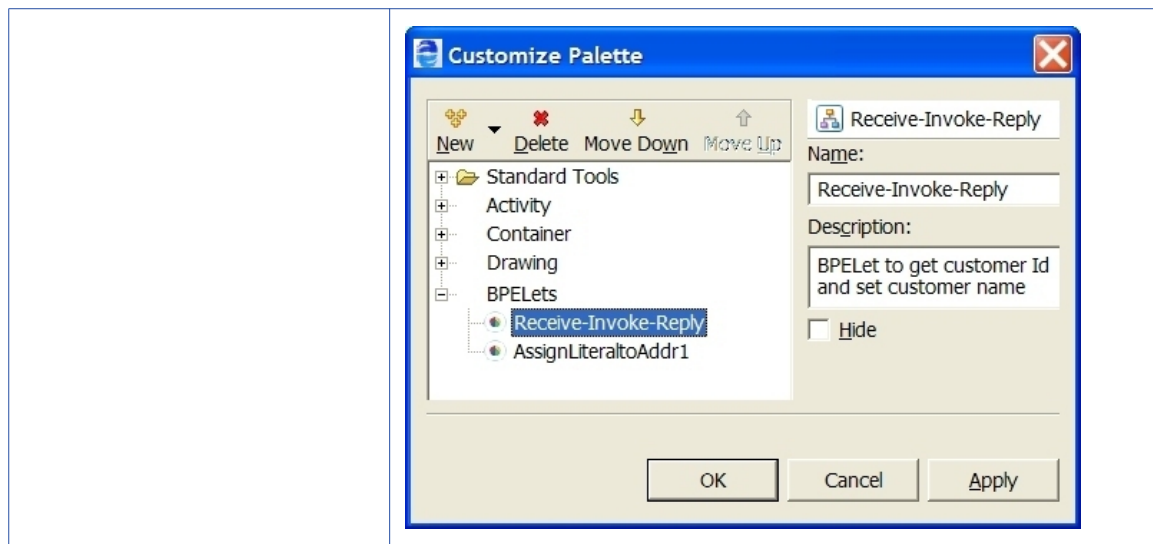 Customize Palette
New Delete Move Down Move Up
Standard Tools
Activity
Container
Drawing
BPELets
Receive-Invoke-Reply
AssignLiteraltoAddr1
Receive-Invoke-Reply
Name:
Receive-Invoke-Reply
Description:
BPELet to get customer Id
and set customer name
Hide
OK Cancel Apply